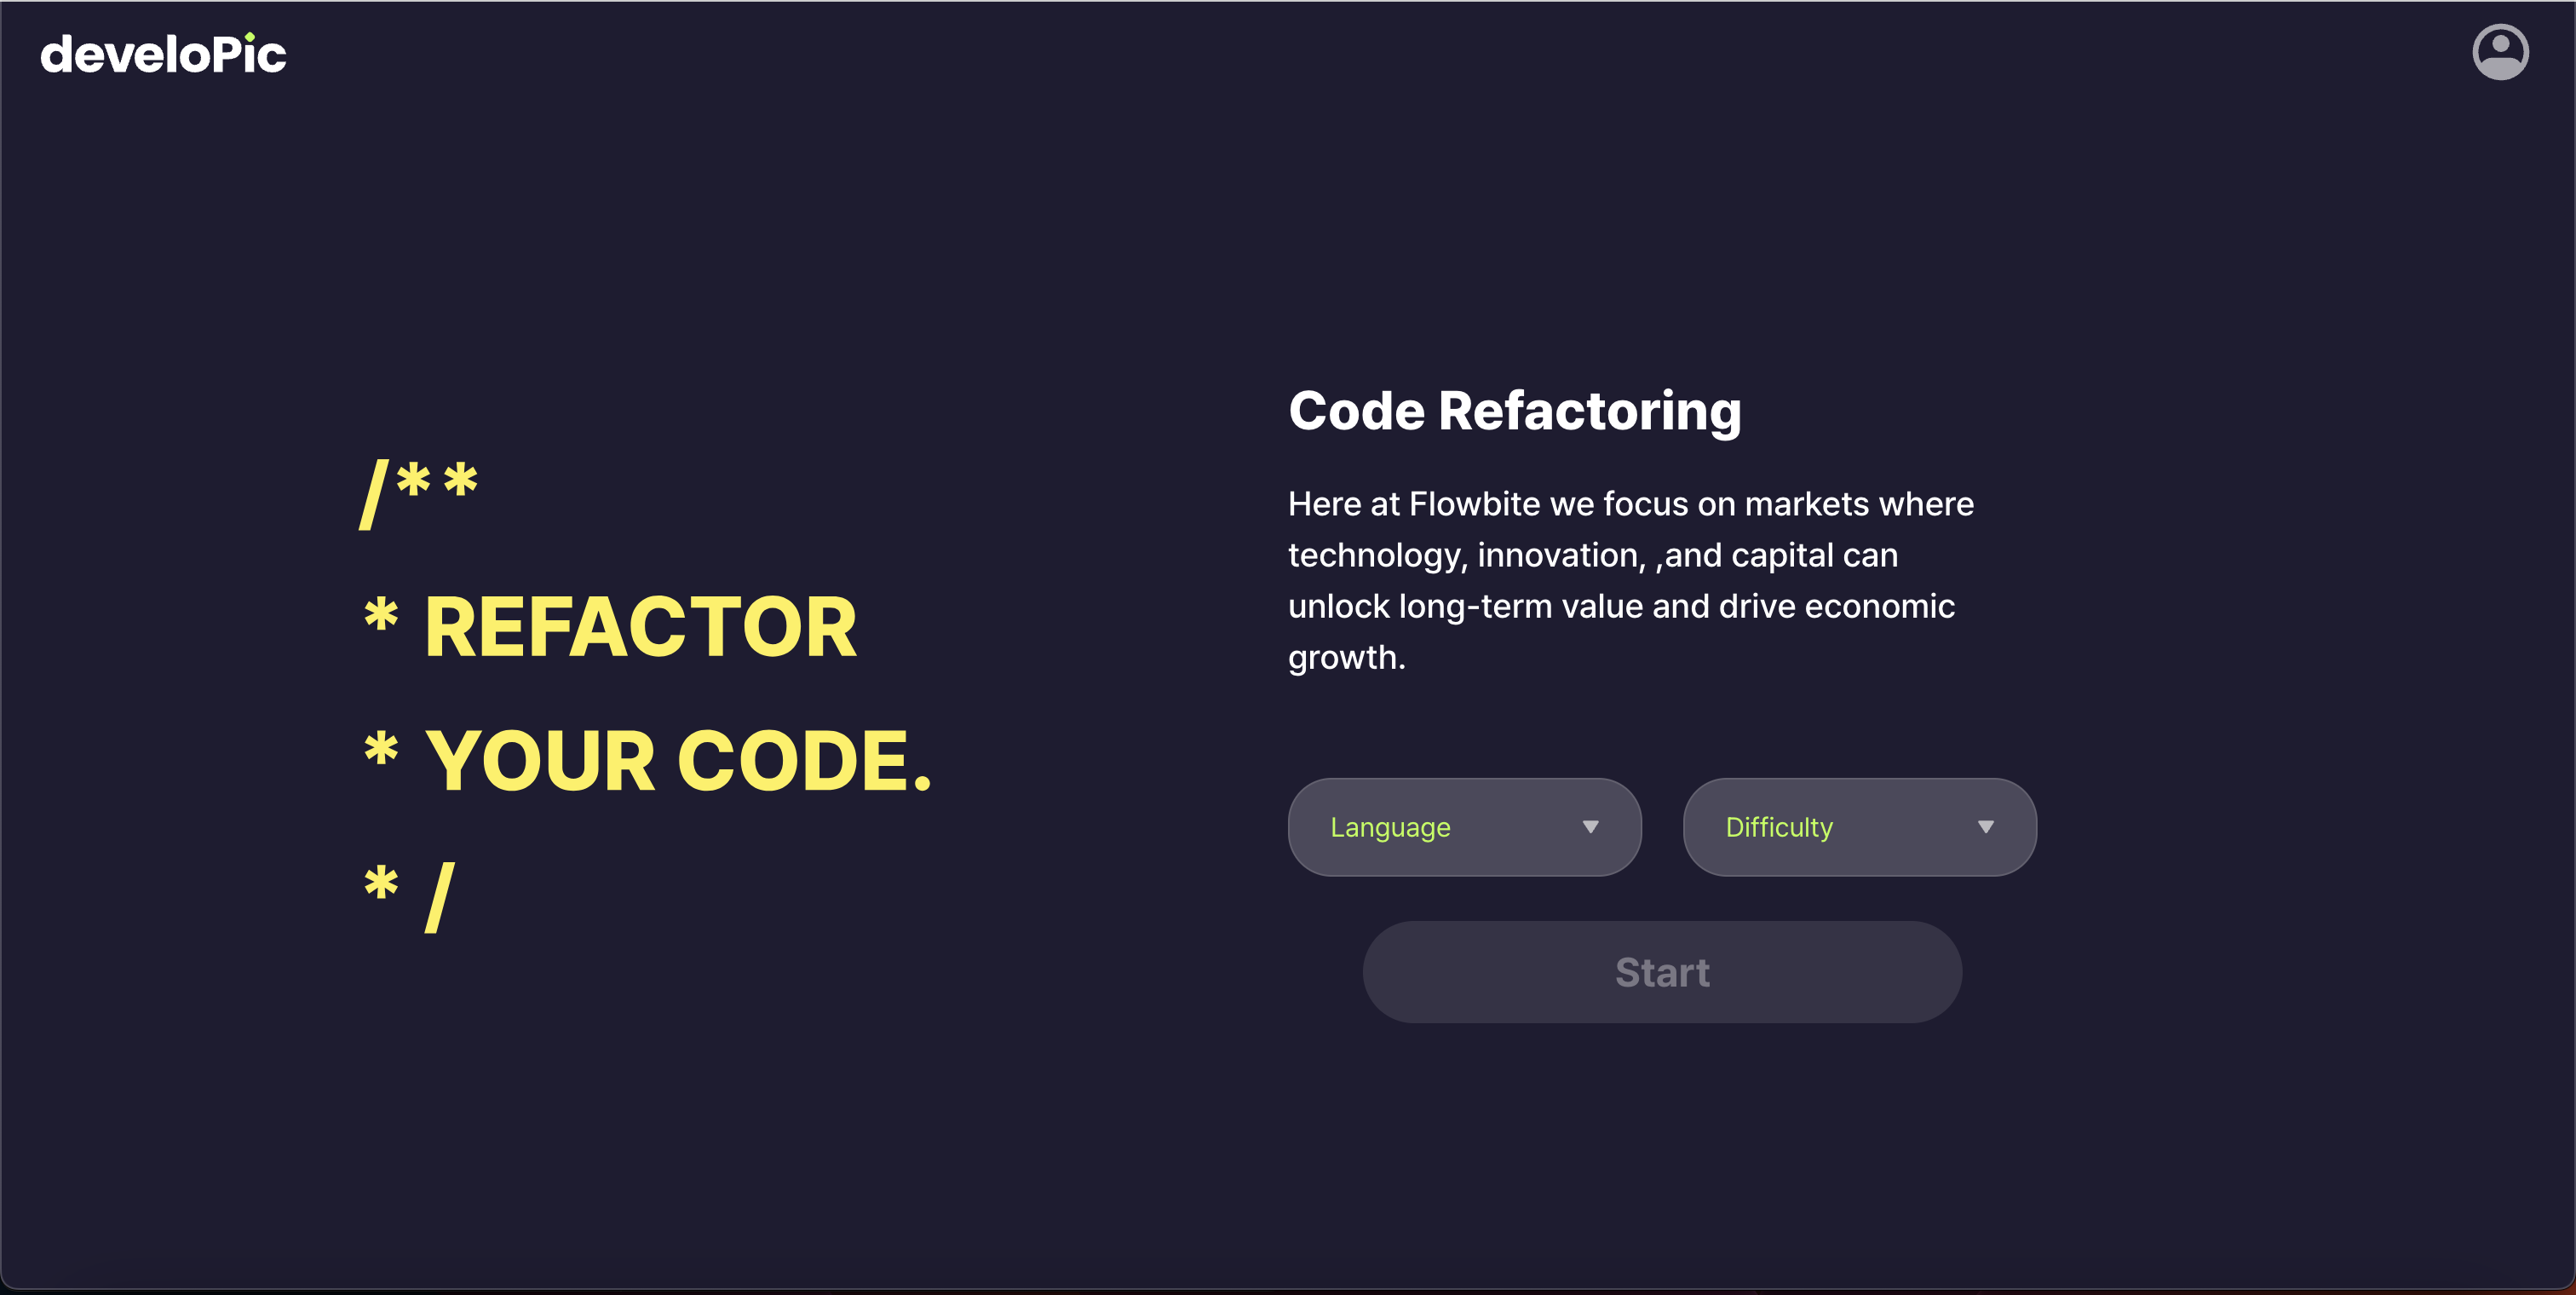 develoPic
/**
* REFACTOR
* YOUR CODE.
* /
Code Refactoring
Here at Flowbite we focus on markets where
technology, innovation, ,and capital can
unlock long-term value and drive economic
growth.
Language
Difficulty
Start